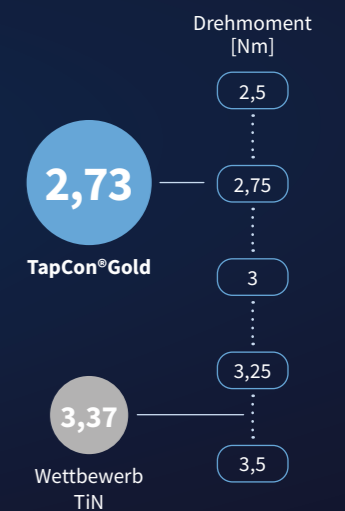 Drehmoment
[Nm]
2,5
2,73
2,75
TapCon®Gold
3
3,25
3,37
3,5
Wettbewerb
TiN